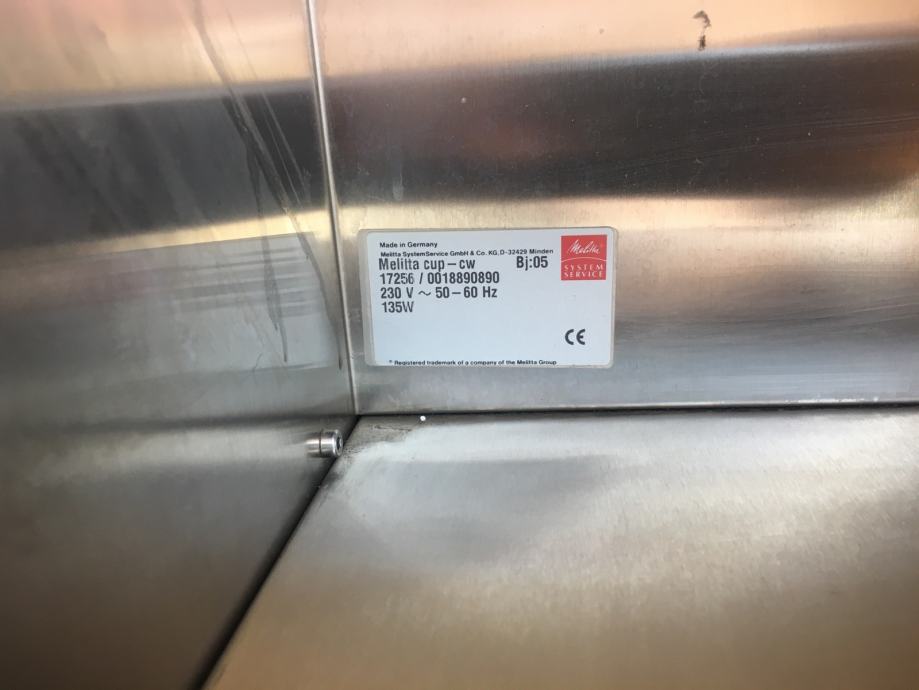 Made in Germany
Melitta SystemService GmbH & Co. KG, D-32429 Minden
Melitta cup – cw Bj:05
17256 / 0018890890
230 V ~ 50 – 60 Hz
135W
Melitta
SYSTEM
SERVICE
CE
® Registered trademark of a company of the Melitta Group